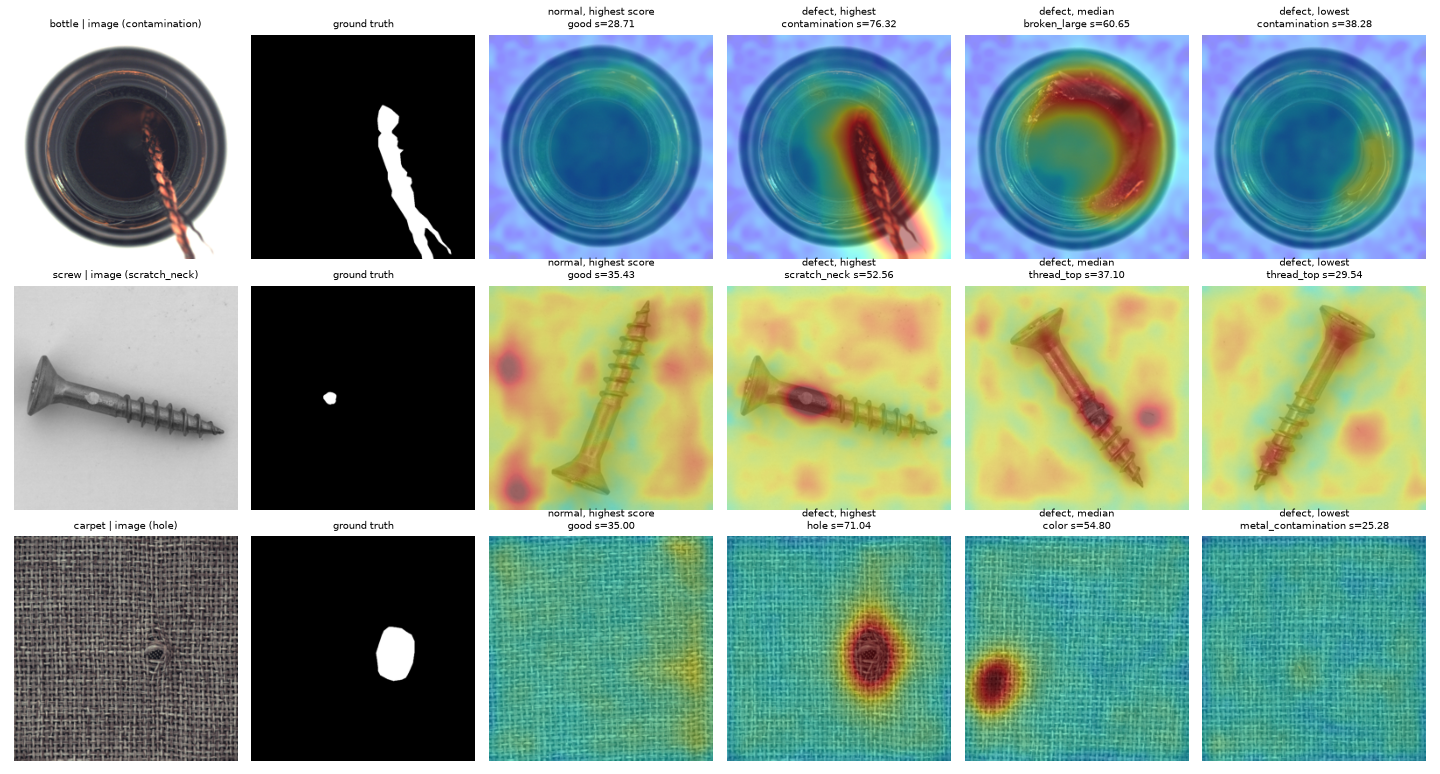 bottle | image (contamination)
ground truth
normal, highest score
good s=28.71
defect, highest
contamination s=76.32
defect, median
broken_large s=60.65
defect, lowest
contamination s=38.28
screw | image (scratch_neck)
ground truth
normal, highest score
good s=35.43
defect, highest
scratch_neck s=52.56
defect, median
thread_top s=37.10
defect, lowest
thread_top s=29.54
carpet | image (hole)
ground truth
normal, highest score
good s=35.00
defect, highest
hole s=71.04
defect, median
color s=54.80
defect, lowest
metal_contamination s=25.28